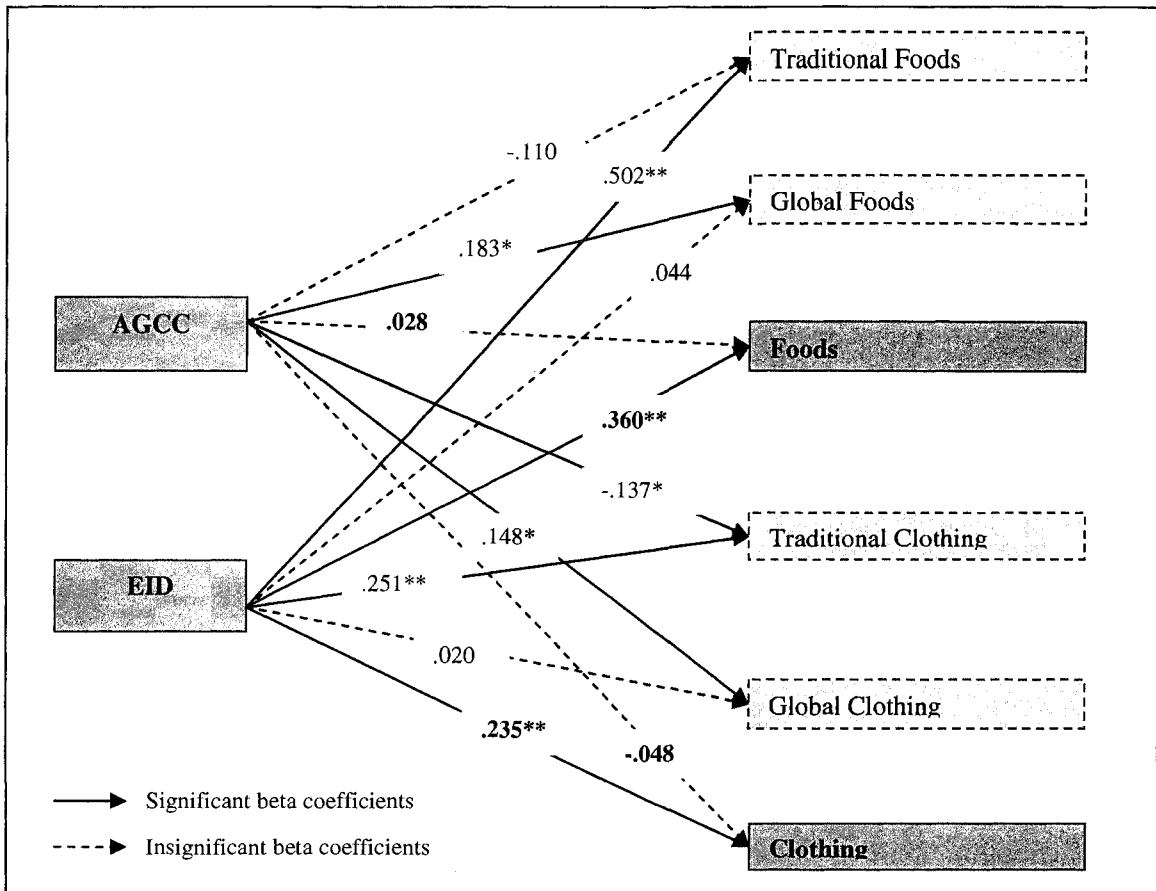 Traditional Foods
-.110
.502**
Global Foods
.183*
.044
AGCC
.028
Foods
.360**
-.137*
.148*
Traditional Clothing
EID
.251**
.020
Global Clothing
.235**
-.048
Significant beta coefficients
Insignificant beta coefficients
Clothing